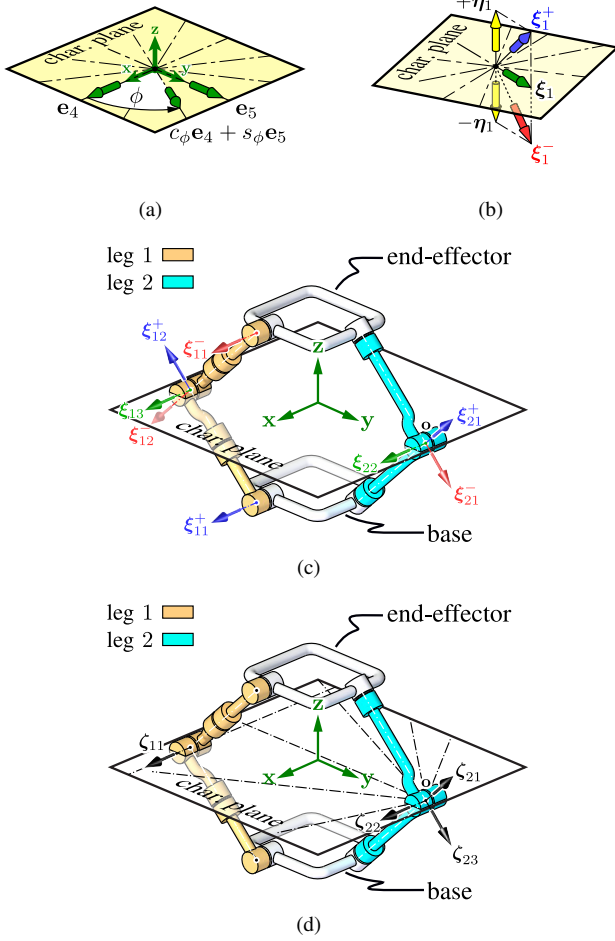 char plane
z
x
y
e₄
ϕ
e₅
c_ϕe₄ + s_ϕe₅
(a)
+η₁
ξ₁⁺
char plane
ξ₁
−η₁
ξ₁⁻
(b)
leg 1
leg 2
end-effector
ξ₁₂⁺
ξ₁₁⁻
z
ξ₁₃
x
y
o
ξ₂₁⁺
ξ₁₂⁻
char plane
ξ₂₂
ξ₂₁⁻
ξ₁₁⁺
base
(c)
leg 1
leg 2
end-effector
z
ζ₁₁
x
y
o
ζ₂₁
char plane
ζ₂₂
ζ₂₃
base
(d)